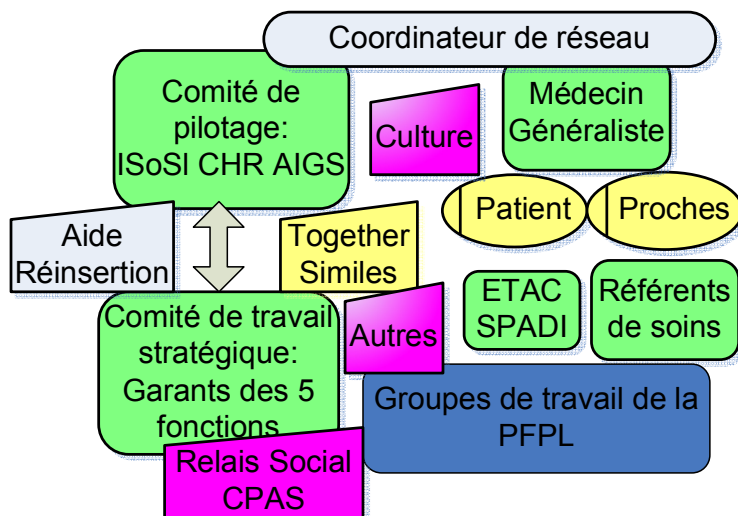 Coordinateur de réseau
Comité de
pilotage:
ISoSl CHR AIGS
Culture
Médecin
Généraliste
Patient
Proches
Aide
Réinsertion
Together
Similes
ETAC
SPADI
Référents
de soins
Comité de travail
stratégique:
Garants des 5
fonctions
Autres
Groupes de travail de la
PFPL
Relais Social
CPAS